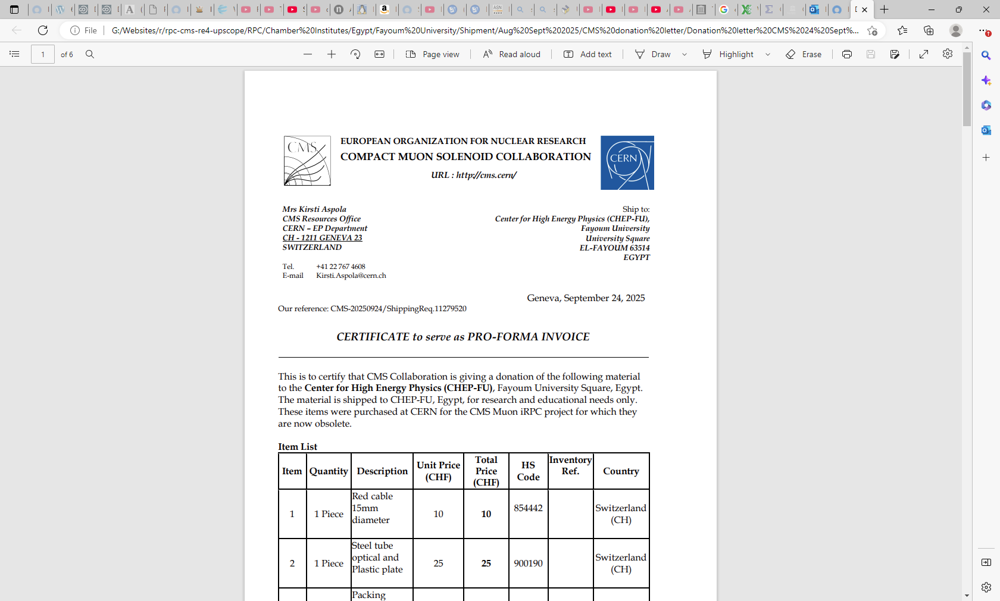 File
G:/Websites/r/rpc-cms-re4-upscope/RPC/Chamber%20Institutes/Egypt/Fayoum%20University/Shipment/Aug%20Sept%202025/CMS%20donation%20letter/Donation%20letter%20CMS%2024%20Sept%...
1
of 6
Page view
Read aloud
Add text
Draw
Highlight
Erase
CMS
EUROPEAN ORGANIZATION FOR NUCLEAR RESEARCH
COMPACT MUON SOLENOID COLLABORATION
URL : http://cms.cern/
CERN
Mrs Kirsti Aspola
CMS Resources Office
CERN – EP Department
CH - 1211 GENEVA 23
SWITZERLAND
Tel. +41 22 767 4608
E-mail Kirsti.Aspola@cern.ch
Ship to:
Center for High Energy Physics (CHEP-FU),
Fayoum University
University Square
EL-FAYOUM 63514
EGYPT
Geneva, September 24, 2025
Our reference: CMS-20250924/ShippingReq.11279520
CERTIFICATE to serve as PRO-FORMA INVOICE
This is to certify that CMS Collaboration is giving a donation of the following material
to the Center for High Energy Physics (CHEP-FU), Fayoum University Square, Egypt.
The material is shipped to CHEP-FU, Egypt, for research and educational needs only.
These items were purchased at CERN for the CMS Muon iRPC project for which they
are now obsolete.
Item List
Item Quantity Description Unit Price (CHF) Total Price (CHF) HS Code Inventory Ref. Country
1 1 Piece Red cable 15mm diameter 10 10 854442 Switzerland (CH)
2 1 Piece Steel tube optical and Plastic plate 25 25 900190 Switzerland (CH)
Packing